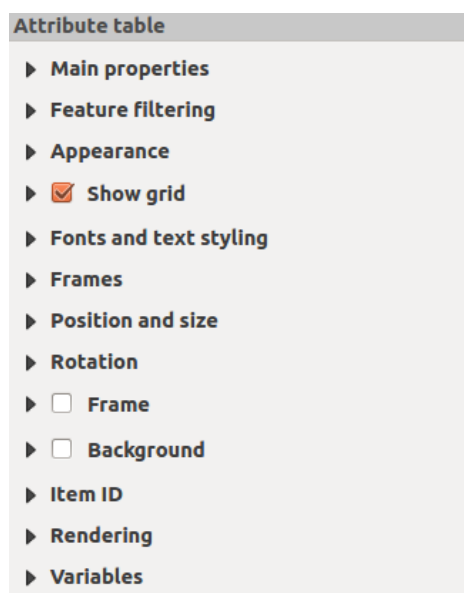 Attribute table
Main properties
Feature filtering
Appearance
Show grid
Fonts and text styling
Frames
Position and size
Rotation
Frame
Background
Item ID
Rendering
Variables